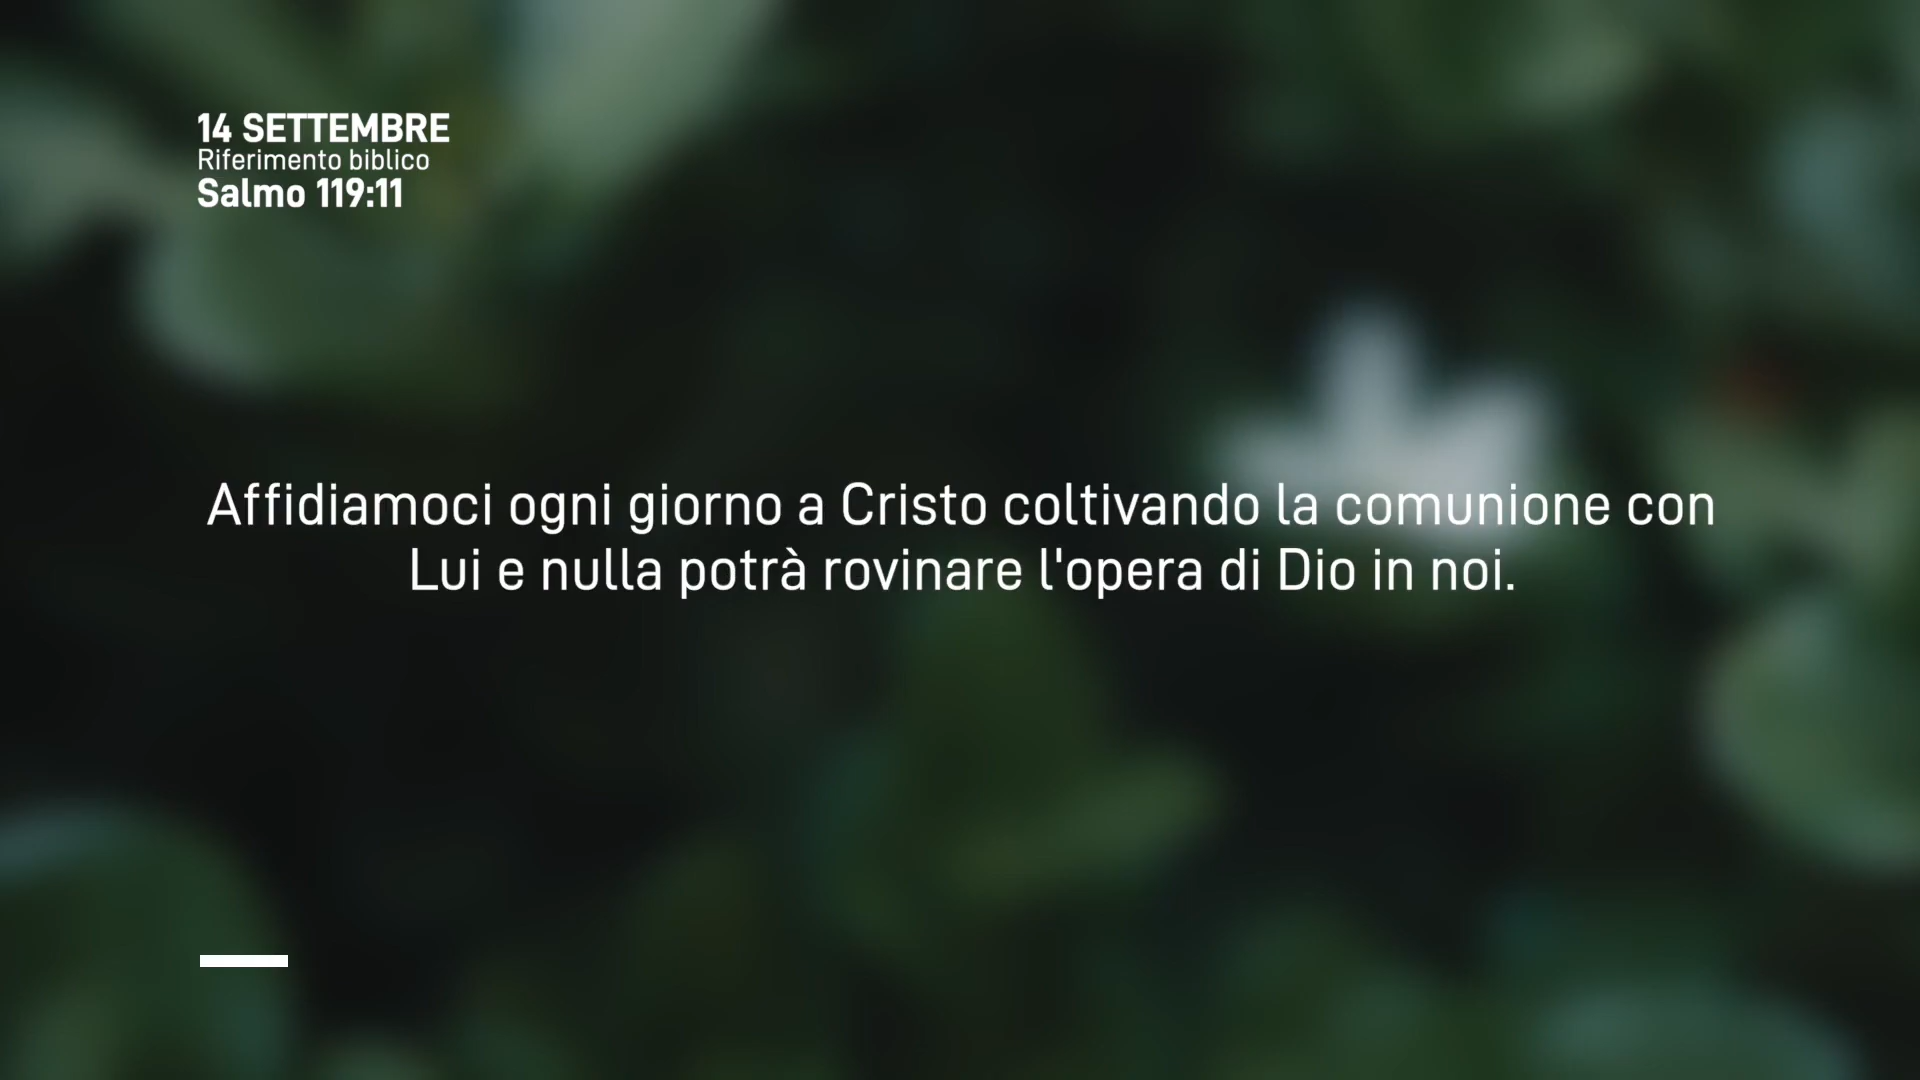 14 SETTEMBRE
Riferimento biblico
Salmo 119:11
Affidiamoci ogni giorno a Cristo coltivando la comunione con
Lui e nulla potrà rovinare l'opera di Dio in noi.